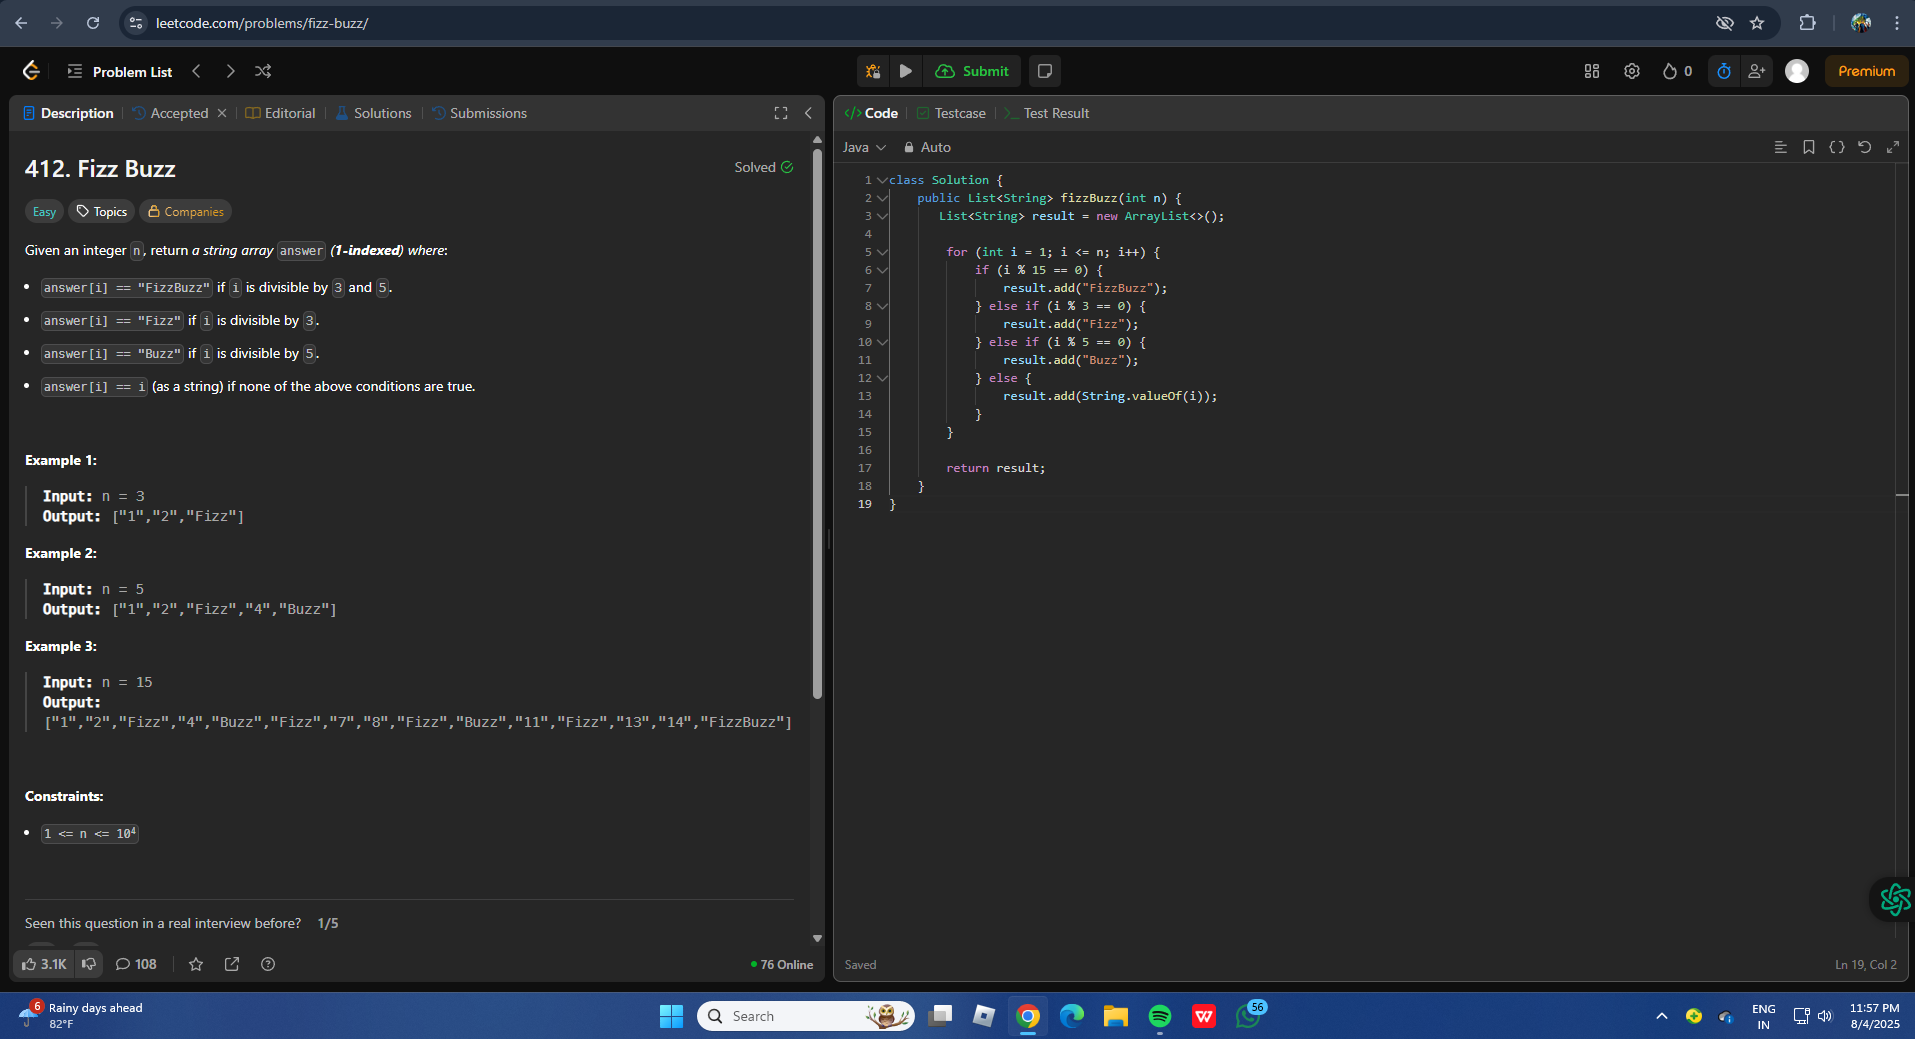 leetcode.com/problems/fizz-buzz/
Problem List
Submit
0
Premium
Description
Accepted
Editorial
Solutions
Submissions
412. Fizz Buzz
Solved
Easy
Topics
Companies
Given an integer n, return a string array answer (1-indexed) where:
• answer[i] == "FizzBuzz" if i is divisible by 3 and 5.
• answer[i] == "Fizz" if i is divisible by 3.
• answer[i] == "Buzz" if i is divisible by 5.
• answer[i] == i (as a string) if none of the above conditions are true.
Example 1:
Input: n = 3
Output: ["1","2","Fizz"]
Example 2:
Input: n = 5
Output: ["1","2","Fizz","4","Buzz"]
Example 3:
Input: n = 15
Output:
["1","2","Fizz","4","Buzz","Fizz","7","8","Fizz","Buzz","11","Fizz","13","14","FizzBuzz"]
Constraints:
• 1 <= n <= 10⁴
Seen this question in a real interview before? 1/5
3.1K
108
76 Online
</> Code
Testcase
>_ Test Result
Java
Auto
1 class Solution {
2     public List<String> fizzBuzz(int n) {
3        List<String> result = new ArrayList<>();
4
5         for (int i = 1; i <= n; i++) {
6             if (i % 15 == 0) {
7                 result.add("FizzBuzz");
8             } else if (i % 3 == 0) {
9                 result.add("Fizz");
10             } else if (i % 5 == 0) {
11                 result.add("Buzz");
12             } else {
13                 result.add(String.valueOf(i));
14             }
15         }
16
17         return result;
18     }
19 }
Saved
Ln 19, Col 2
6
Rainy days ahead
82°F
Search
W
56
ENG
IN
11:57 PM
8/4/2025